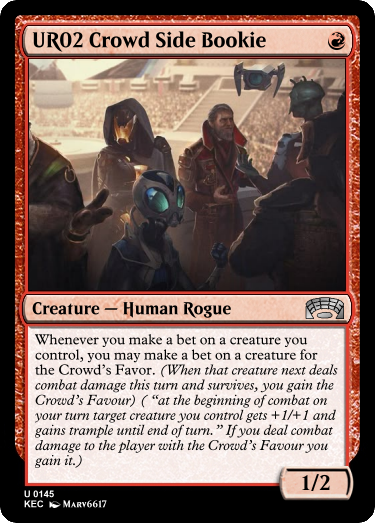 UR02 Crowd Side Bookie
Creature — Human Rogue
Whenever you make a bet on a creature you
control, you may make a bet on a creature for
the Crowd's Favor. (When that creature next deals
combat damage this turn and survives, you gain the
Crowd's Favour) ( “at the beginning of combat on
your turn target creature you control gets +1/+1 and
gains trample until end of turn.” If you deal combat
damage to the player with the Crowd's Favour you
gain it.)
1/2
U 0145
KEC Marv6617